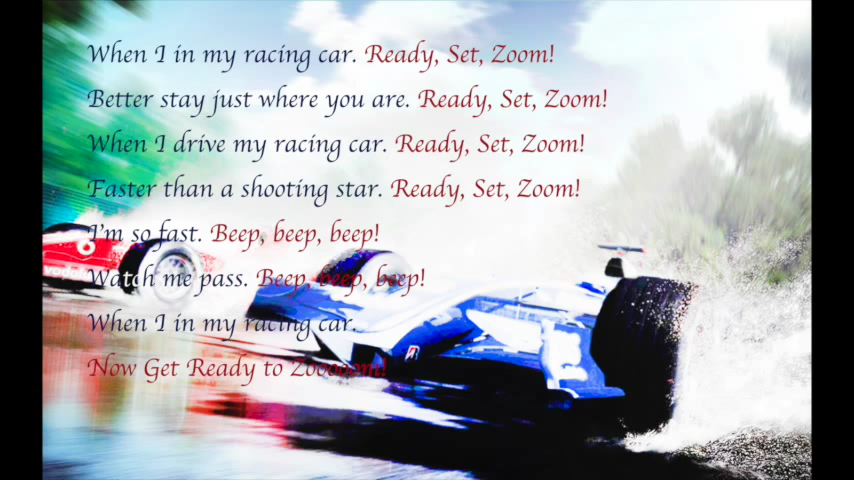 When I in my racing car. Ready, Set, Zoom!
Better stay just where you are. Ready, Set, Zoom!
When I drive my racing car. Ready, Set, Zoom!
Faster than a shooting star. Ready, Set, Zoom!
I'm so fast. Beep, beep, beep!
Watch me pass. Beep, beep, beep!
When I in my racing car.
Now Get Ready to Zoooom!
vodafone